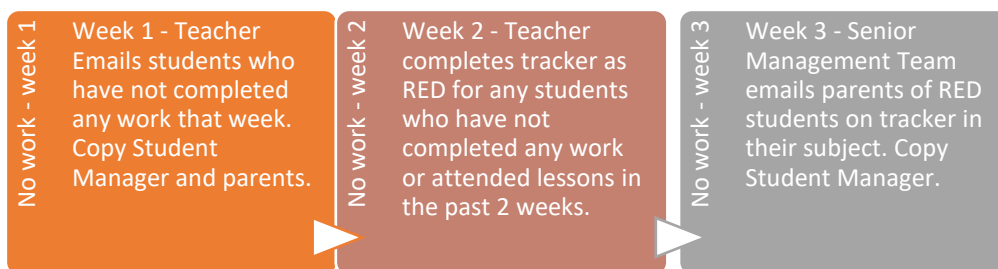 No work - week 1
Week 1 - Teacher
Emails students who
have not completed
any work that week.
Copy Student
Manager and parents.
No work - week 2
Week 2 - Teacher
completes tracker as
RED for any students
who have not
completed any work
or attended lessons in
the past 2 weeks.
No work - week 3
Week 3 - Senior
Management Team
emails parents of RED
students on tracker in
their subject. Copy
Student Manager.